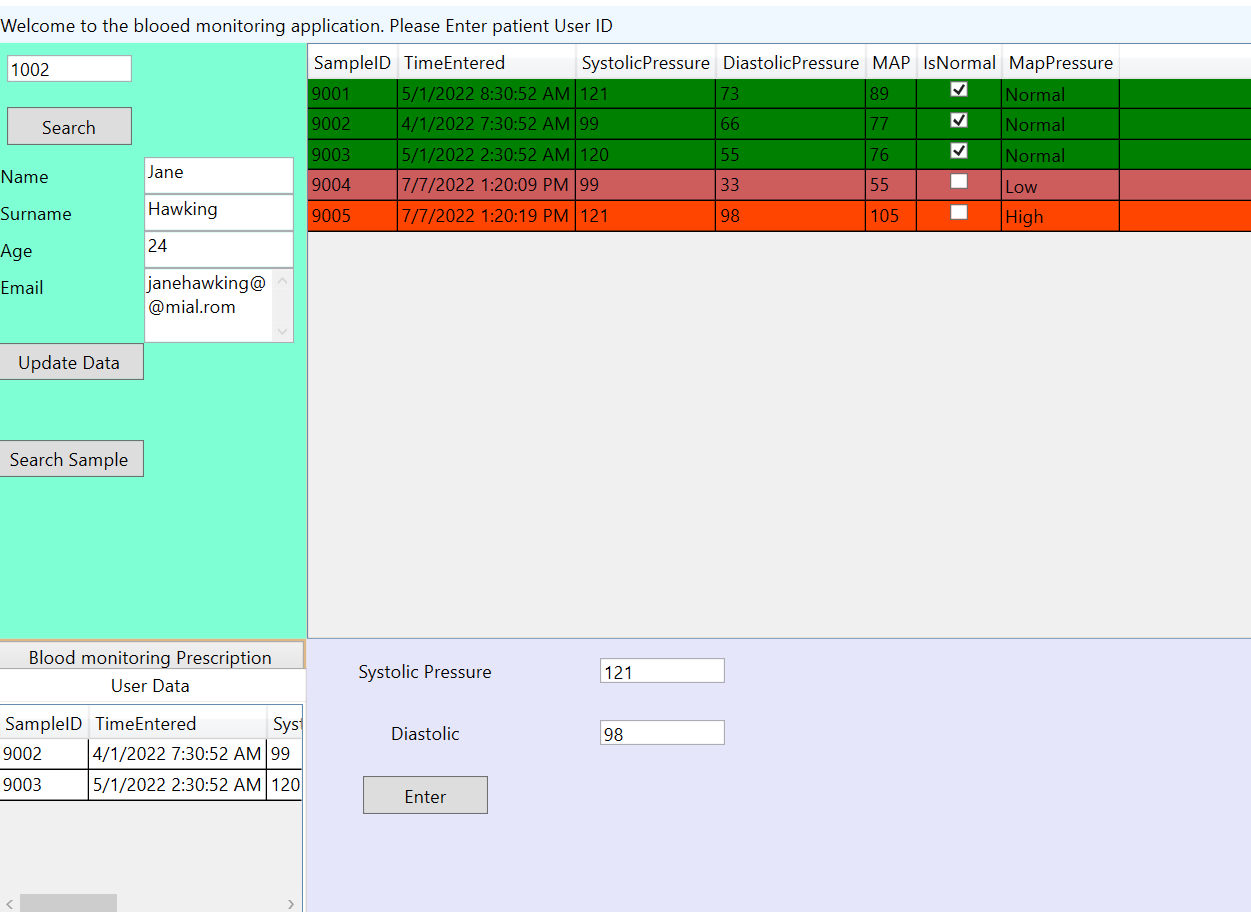 Welcome to the blooed monitoring application. Please Enter patient User ID
1002
Search
Name Jane
Surname Hawking
Age 24
Email janehawking@
@mial.rom
Update Data
Search Sample
SampleID TimeEntered SystolicPressure DiastolicPressure MAP IsNormal MapPressure
9001 5/1/2022 8:30:52 AM 121 73 89 Normal
9002 4/1/2022 7:30:52 AM 99 66 77 Normal
9003 5/1/2022 2:30:52 AM 120 55 76 Normal
9004 7/7/2022 1:20:09 PM 99 33 55 Low
9005 7/7/2022 1:20:19 PM 121 98 105 High
Blood monitoring Prescription
User Data
SampleID TimeEntered Syst
9002 4/1/2022 7:30:52 AM 99
9003 5/1/2022 2:30:52 AM 120
Systolic Pressure 121
Diastolic 98
Enter